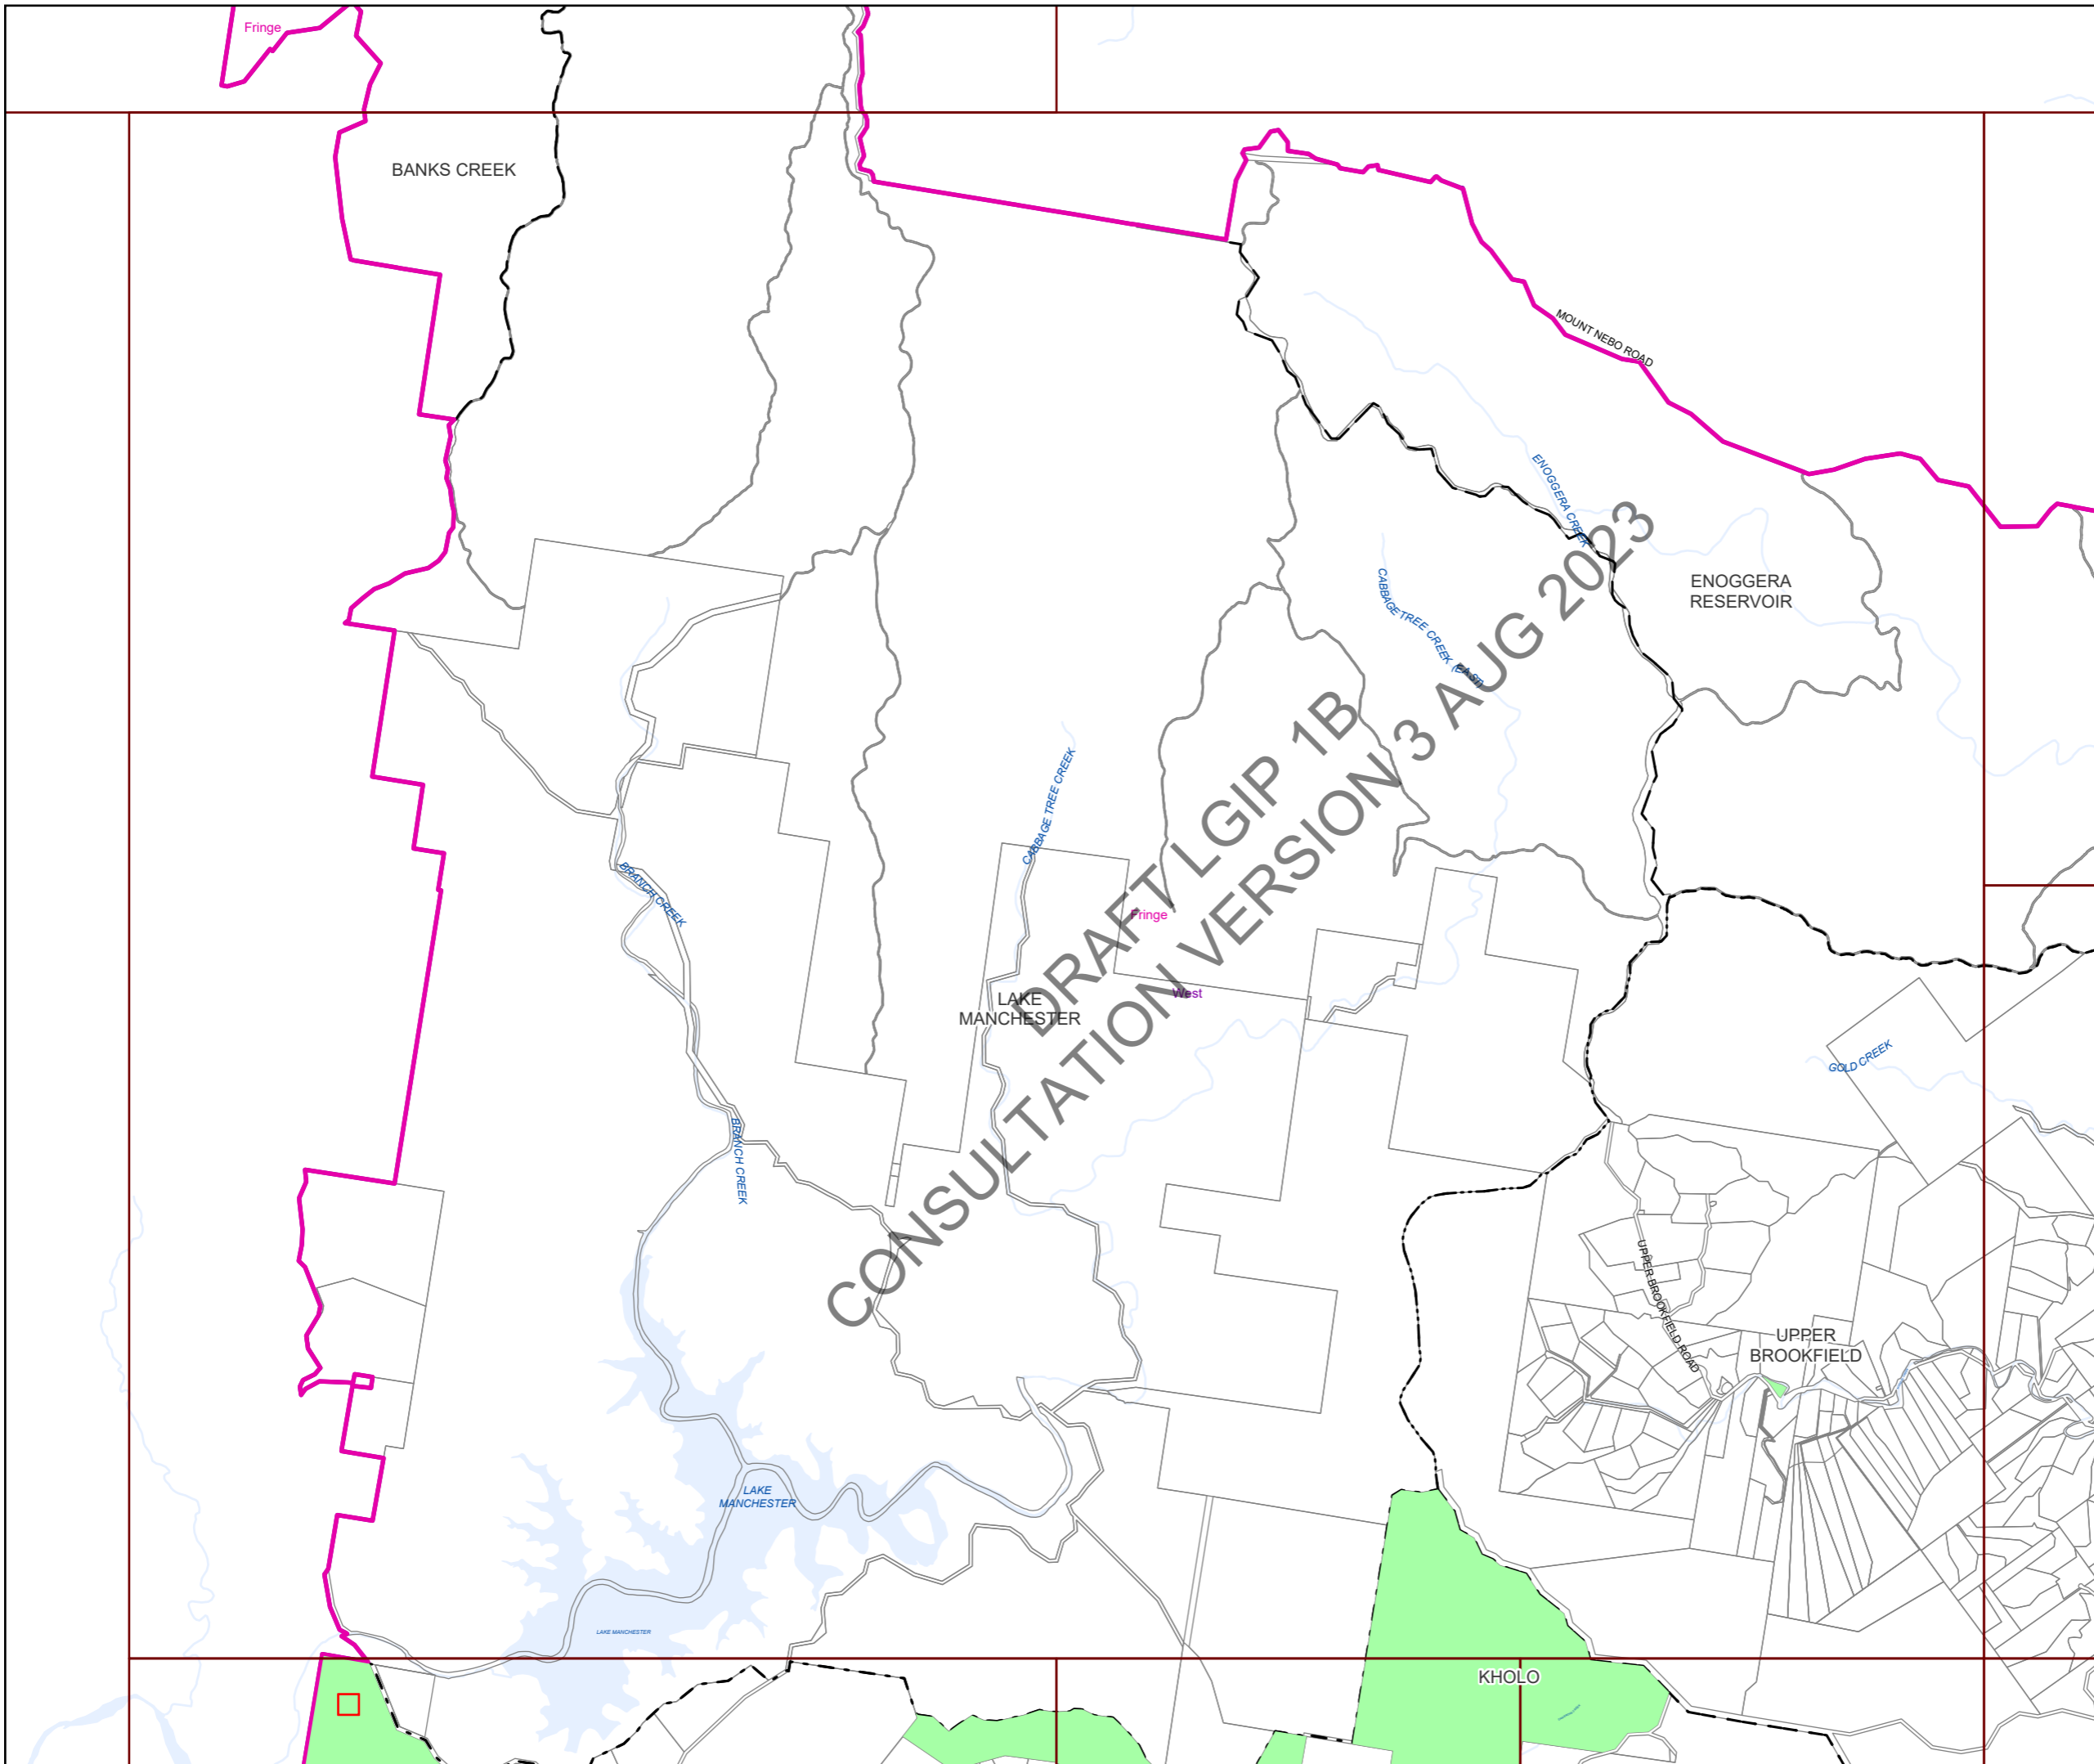 Fringe
BANKS CREEK
MOUNT NEBO ROAD
ENOGGERA CREEK
ENOGGERA
RESERVOIR
CABBAGE TREE CREEK (EAST)
CABBAGE TREE CREEK
BRANCH CREEK
Fringe
West
LAKE
MANCHESTER
DRAFT LGIP 1B
CONSULTATION VERSION 3 AUG 2023
GOLD CREEK
BRANCH CREEK
UPPER BROOKFIELD ROAD
UPPER
BROOKFIELD
LAKE
MANCHESTER
LAKE MANCHESTER
KHOLO